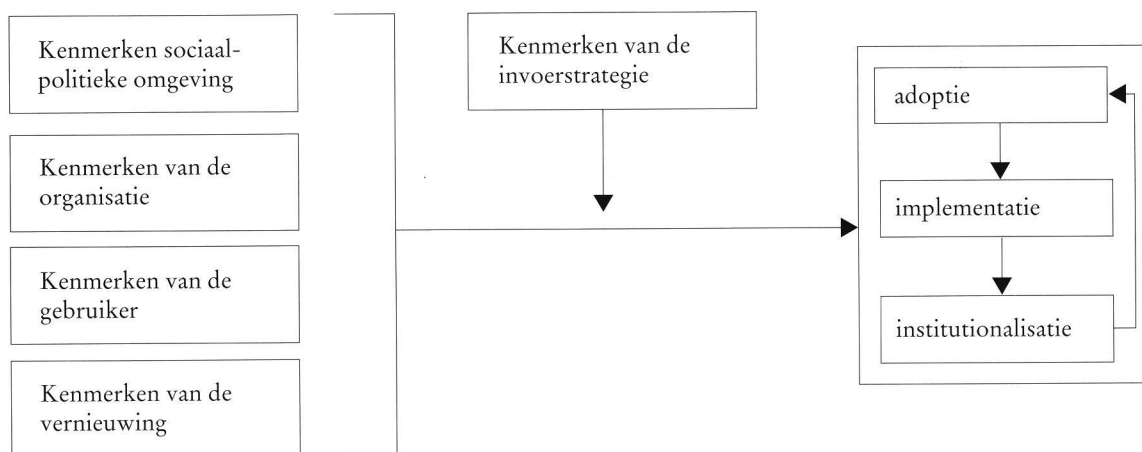 Kenmerken sociaal-
politieke omgeving
Kenmerken van de
organisatie
Kenmerken van de
gebruiker
Kenmerken van de
vernieuwing
Kenmerken van de
invoerstrategie
adoptie
implementatie
institutionalisatie